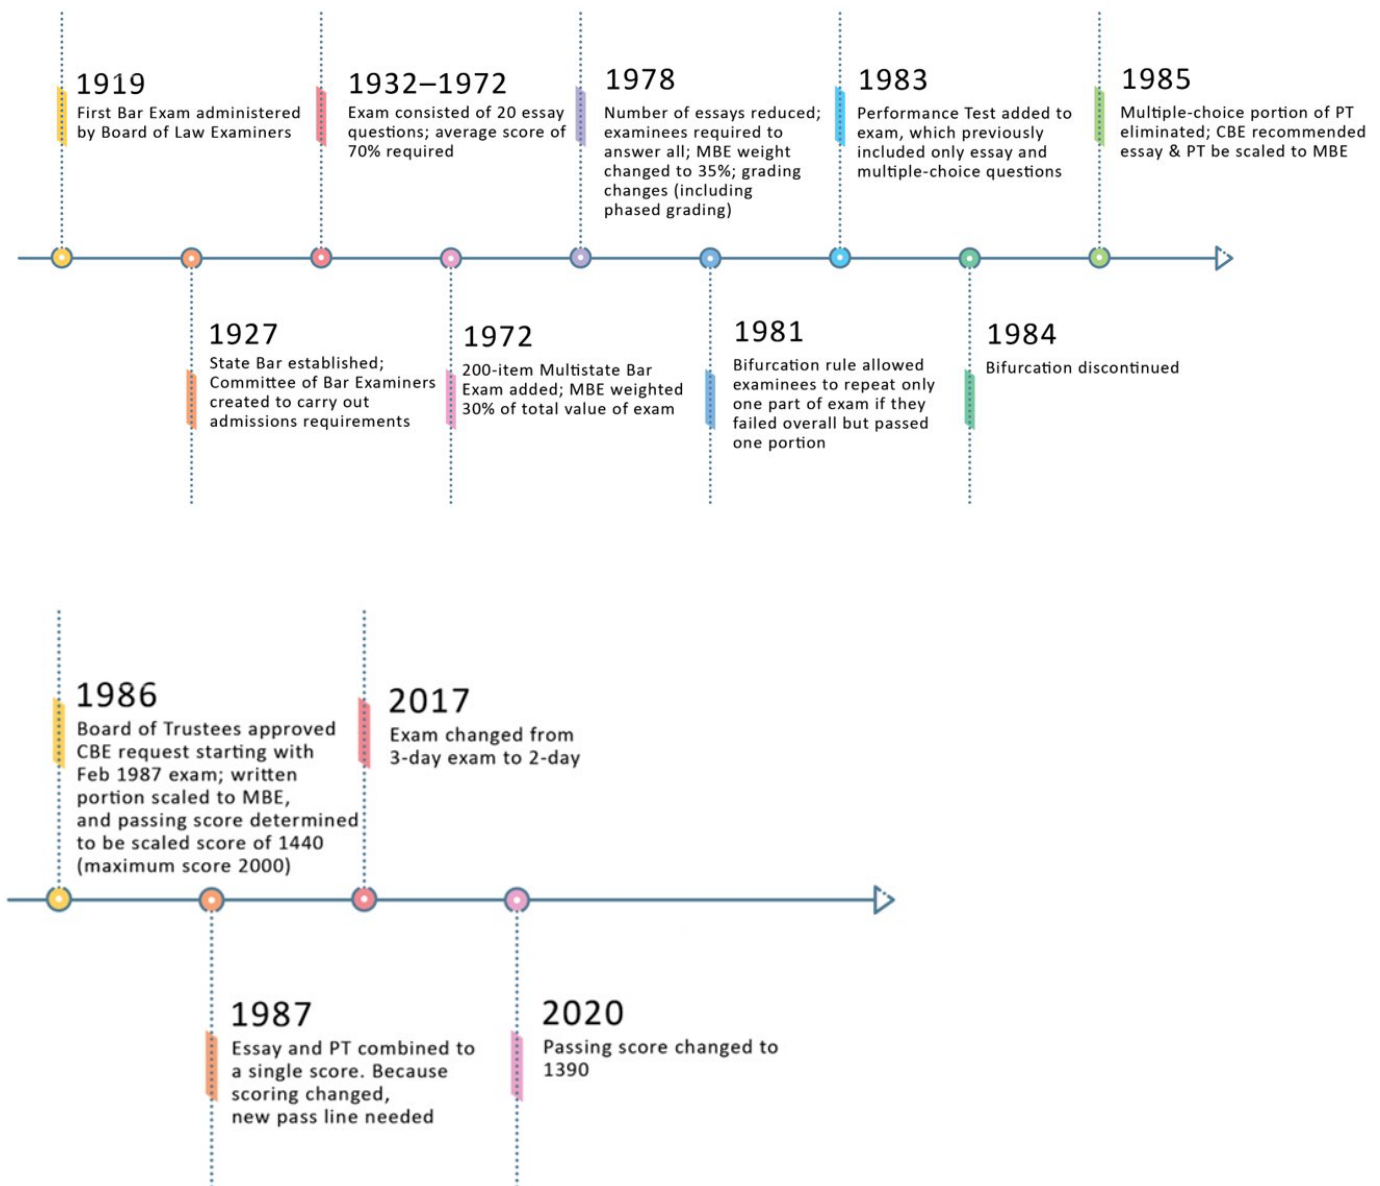 1919
First Bar Exam administered
by Board of Law Examiners
1932–1972
Exam consisted of 20 essay
questions; average score of
70% required
1978
Number of essays reduced;
examinees required to
answer all; MBE weight
changed to 35%; grading
changes (including
phased grading)
1983
Performance Test added to
exam, which previously
included only essay and
multiple-choice questions
1985
Multiple-choice portion of PT
eliminated; CBE recommended
essay & PT be scaled to MBE
1927
State Bar established;
Committee of Bar Examiners
created to carry out
admissions requirements
1972
200-item Multistate Bar
Exam added; MBE weighted
30% of total value of exam
1981
Bifurcation rule allowed
examinees to repeat only
one part of exam if they
failed overall but passed
one portion
1984
Bifurcation discontinued
1986
Board of Trustees approved
CBE request starting with
Feb 1987 exam; written
portion scaled to MBE,
and passing score determined
to be scaled score of 1440
(maximum score 2000)
2017
Exam changed from
3-day exam to 2-day
1987
Essay and PT combined to
a single score. Because
scoring changed,
new pass line needed
2020
Passing score changed to
1390